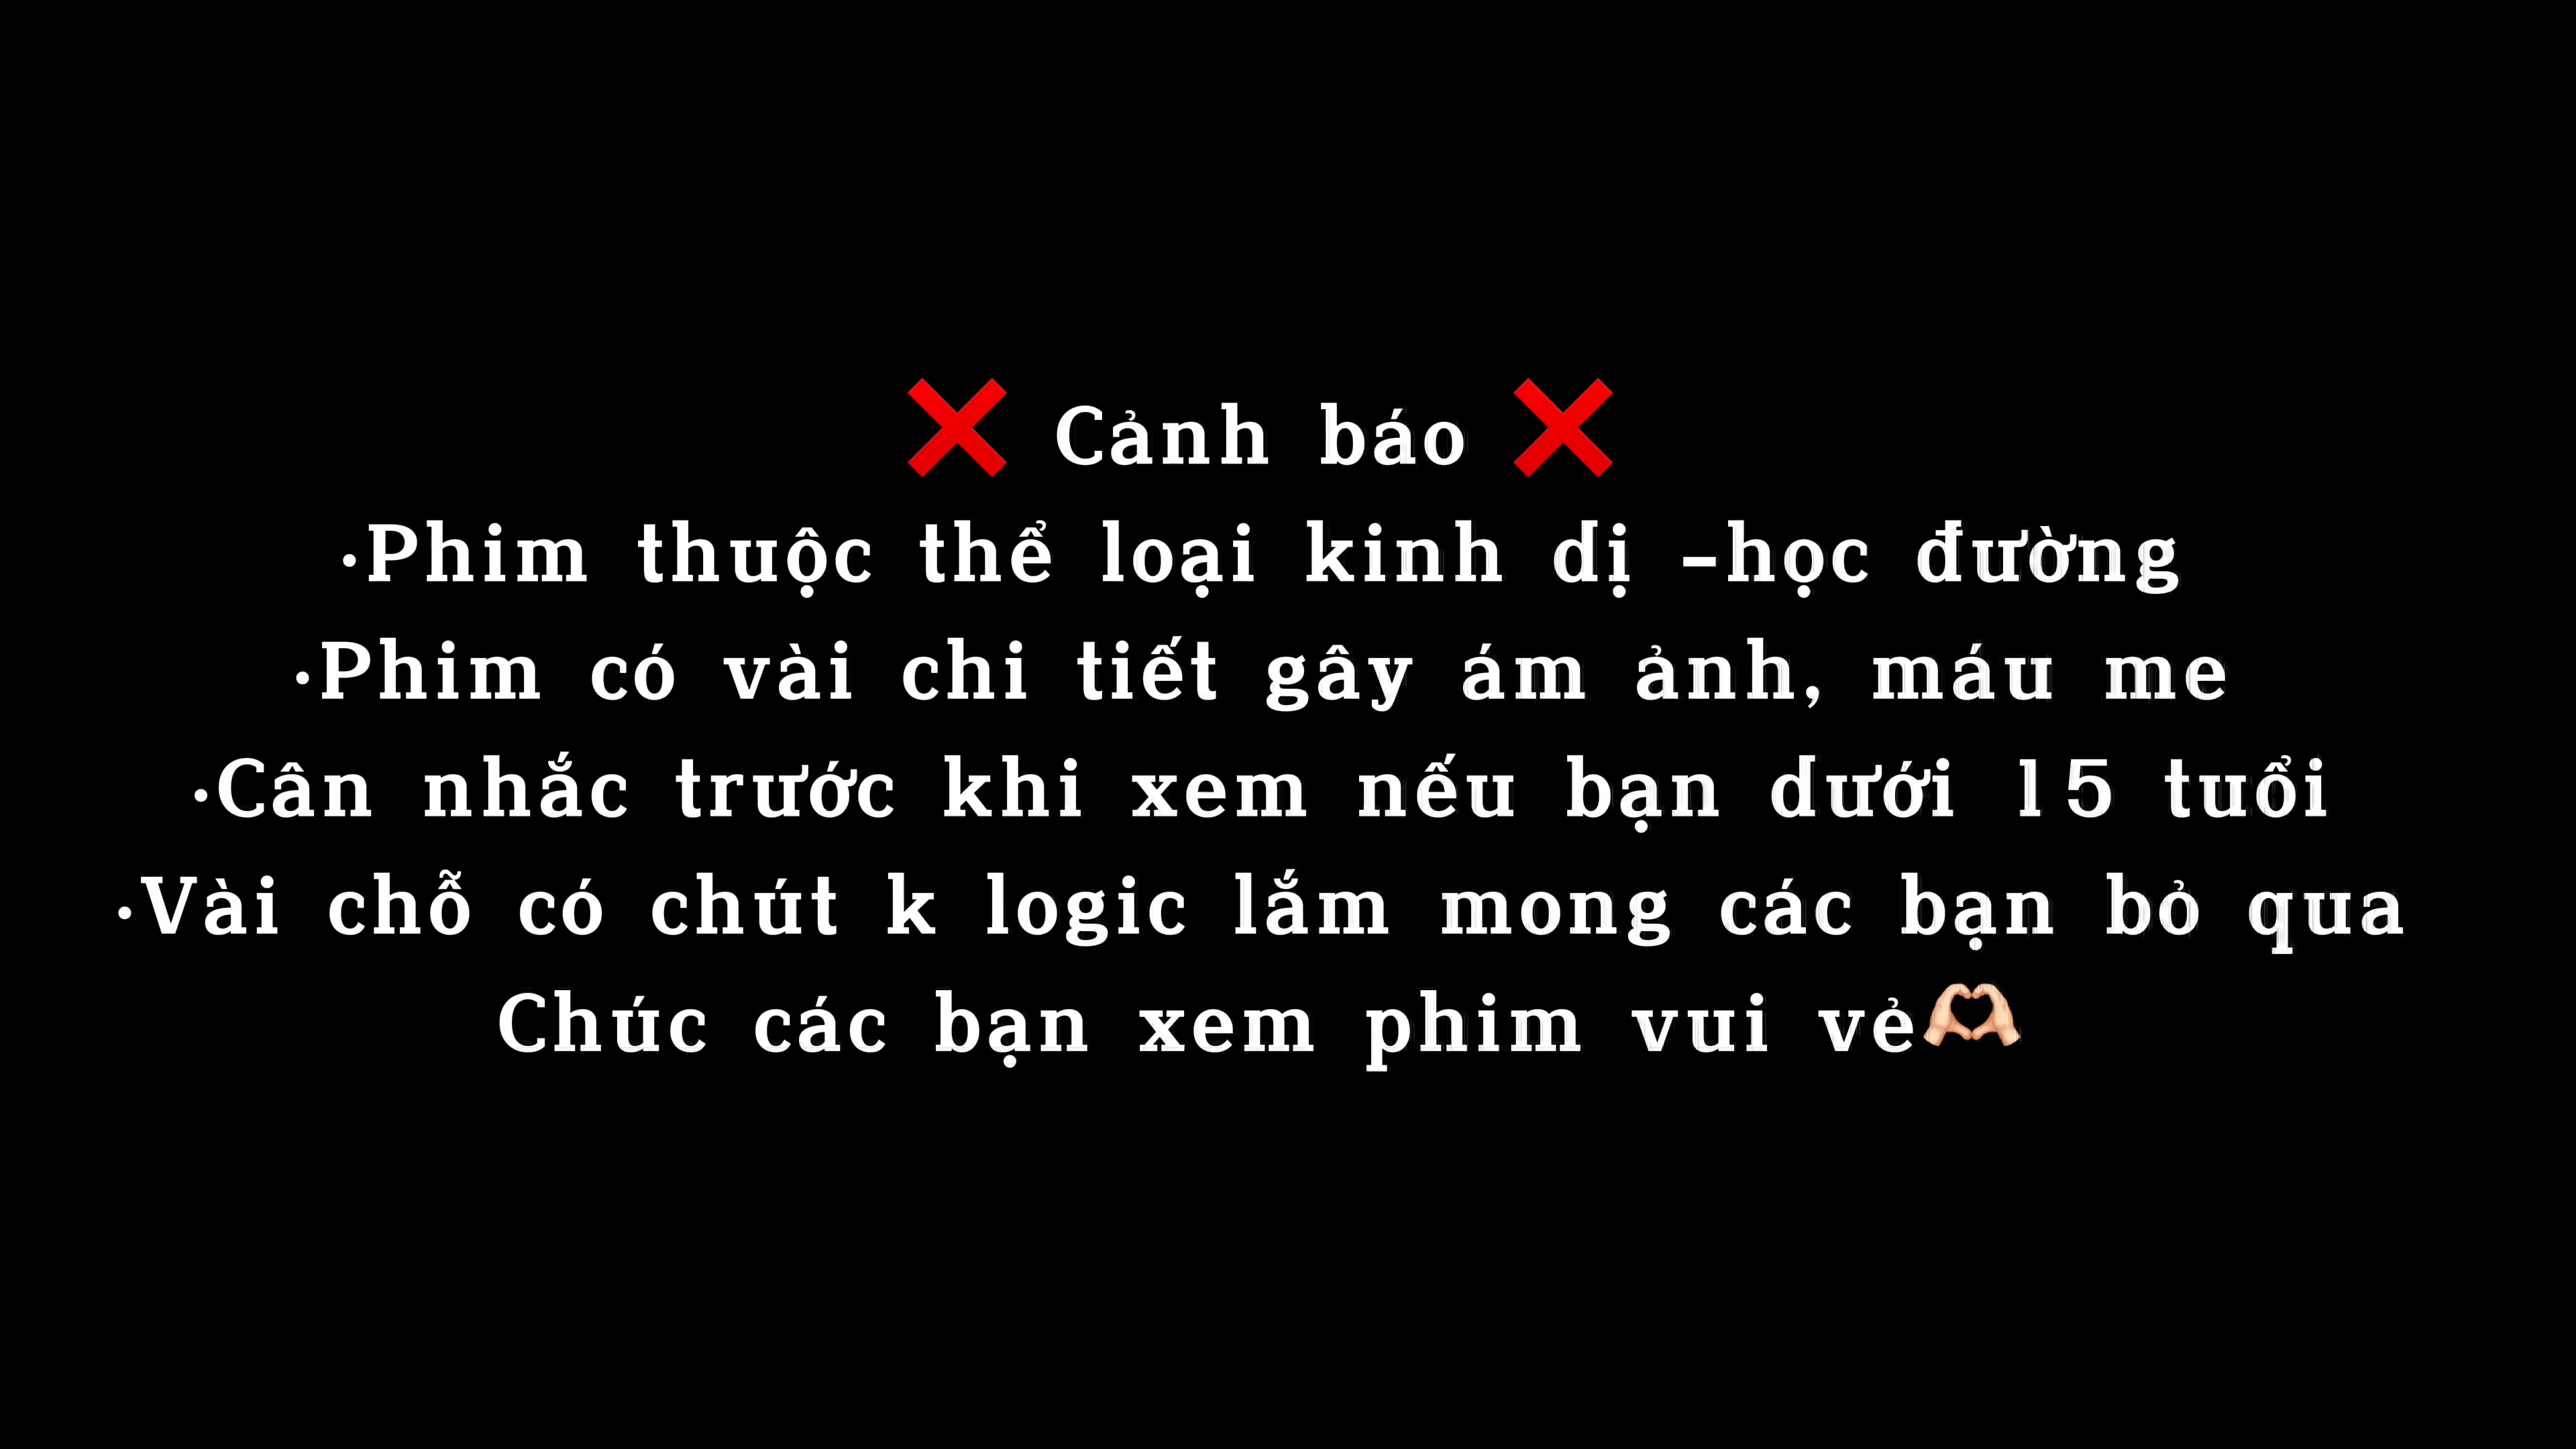 ❌ Cảnh báo ❌
·Phim thuộc thể loại kinh dị -học đường
·Phim có vài chi tiết gây ám ảnh, máu me
·Cân nhắc trước khi xem nếu bạn dưới 15 tuổi
·Vài chỗ có chút k logic lắm mong các bạn bỏ qua
Chúc các bạn xem phim vui vẻ🫶🏻